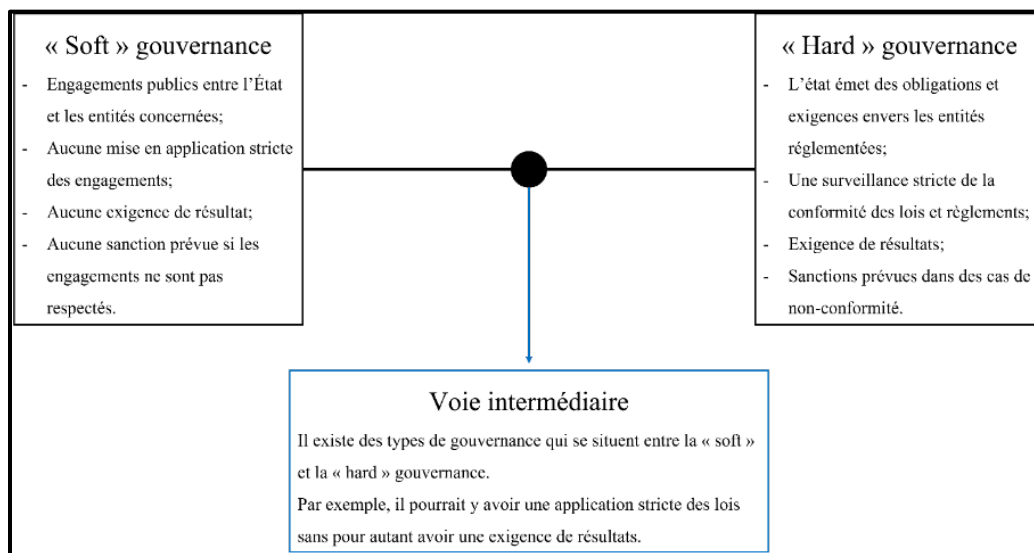 « Soft » gouvernance
- Engagements publics entre l’État
et les entités concernées;
- Aucune mise en application stricte
des engagements;
- Aucune exigence de résultat;
- Aucune sanction prévue si les
engagements ne sont pas
respectés.
« Hard » gouvernance
- L’état émet des obligations et
exigences envers les entités
réglementées;
- Une surveillance stricte de la
conformité des lois et règlements;
- Exigence de résultats;
- Sanctions prévues dans des cas de
non-conformité.
Voie intermédiaire
Il existe des types de gouvernance qui se situent entre la « soft »
et la « hard » gouvernance.
Par exemple, il pourrait y avoir une application stricte des lois
sans pour autant avoir une exigence de résultats.